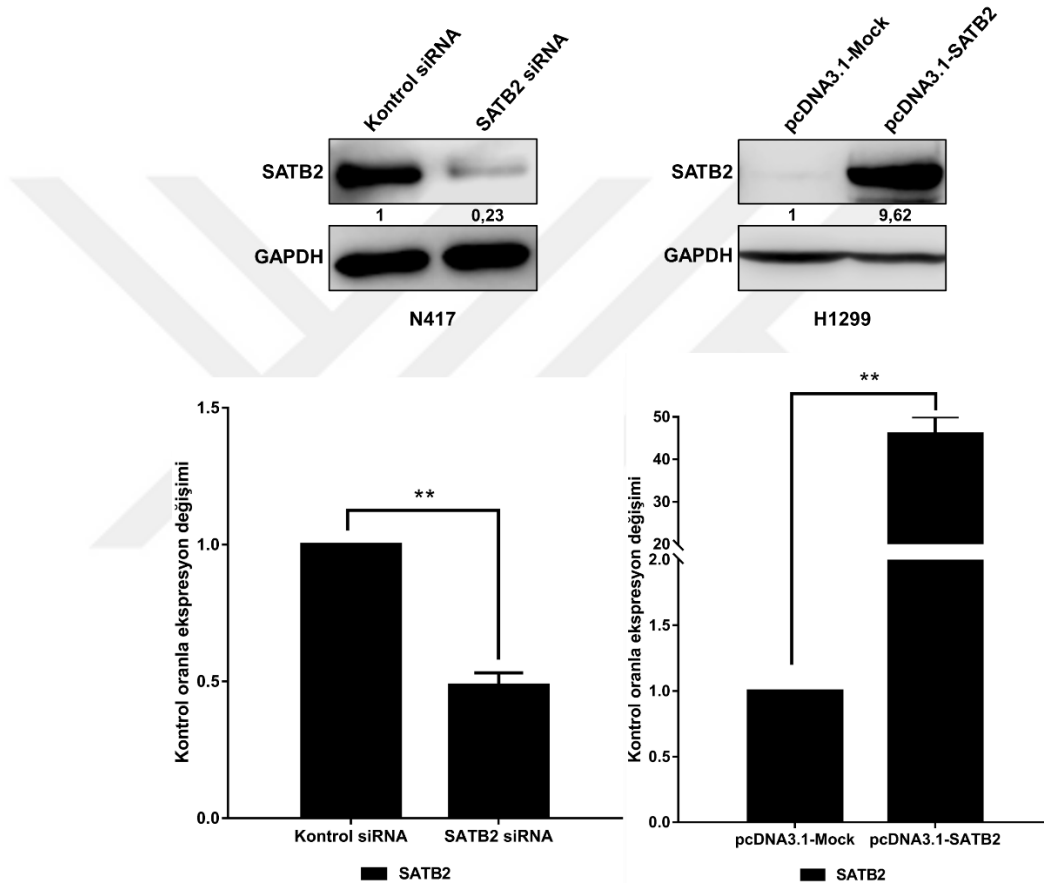 Kontrol siRNA
SATB2 siRNA
SATB2
1 0,23
GAPDH
N417
pcDNA3.1-Mock
pcDNA3.1-SATB2
SATB2
1 9,62
GAPDH
H1299
Kontrol oranla ekspresyon değişimi
1.5
1.0
0.5
0.0
**
Kontrol siRNA SATB2 siRNA
SATB2
Kontrol oranla ekspresyon değişimi
50
40
30
20
2.0
1.5
1.0
0.5
0.0
**
pcDNA3.1-Mock pcDNA3.1-SATB2
SATB2